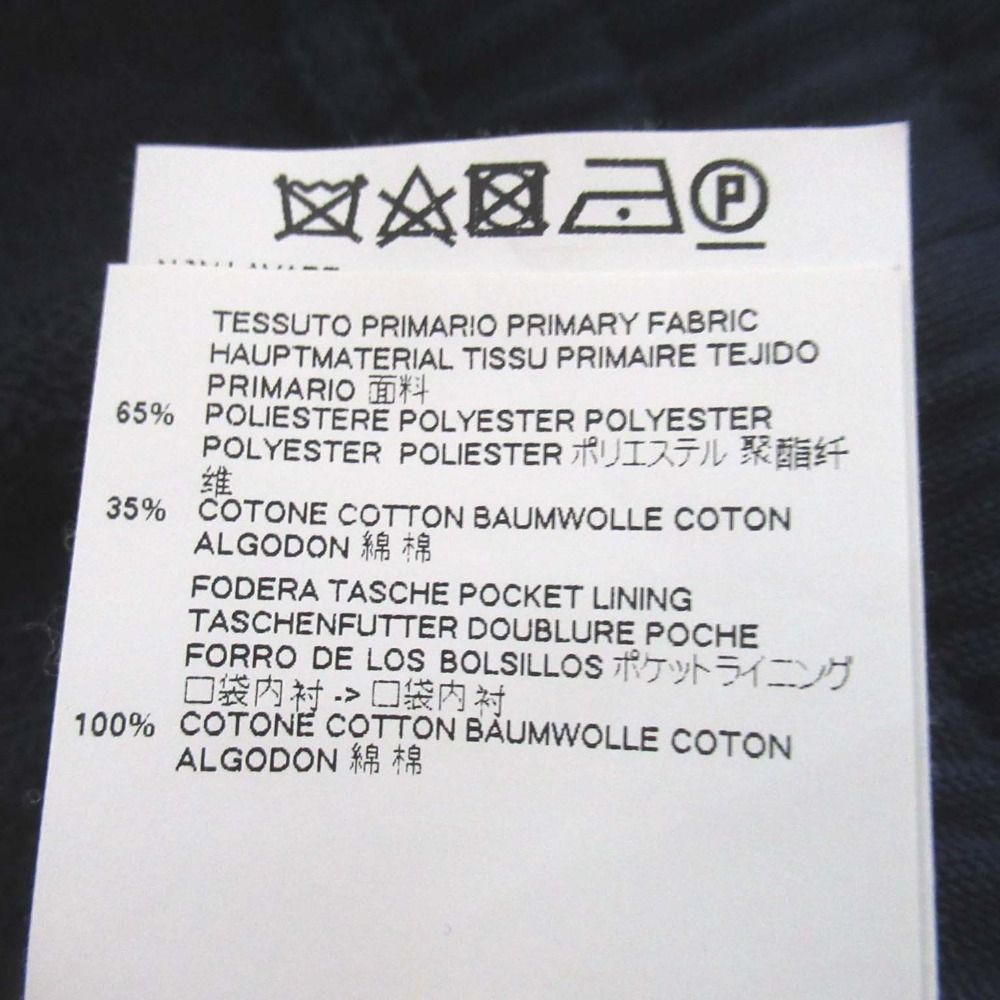 P
TESSUTO PRIMARIO PRIMARY FABRIC
HAUPTMATERIAL TISSU PRIMAIRE TEJIDO
PRIMARIO 面料
65% POLIESTERE POLYESTER POLYESTER
POLYESTER POLIESTER ポリエステル 聚酯纤
维
35% COTONE COTTON BAUMWOLLE COTON
ALGODON 綿 棉
FODERA TASCHE POCKET LINING
TASCHENFUTTER DOUBLURE POCHE
FORRO DE LOS BOLSILLOS ポケットライニング
口袋内衬 -> 口袋内衬
100% COTONE COTTON BAUMWOLLE COTON
ALGODON 綿 棉